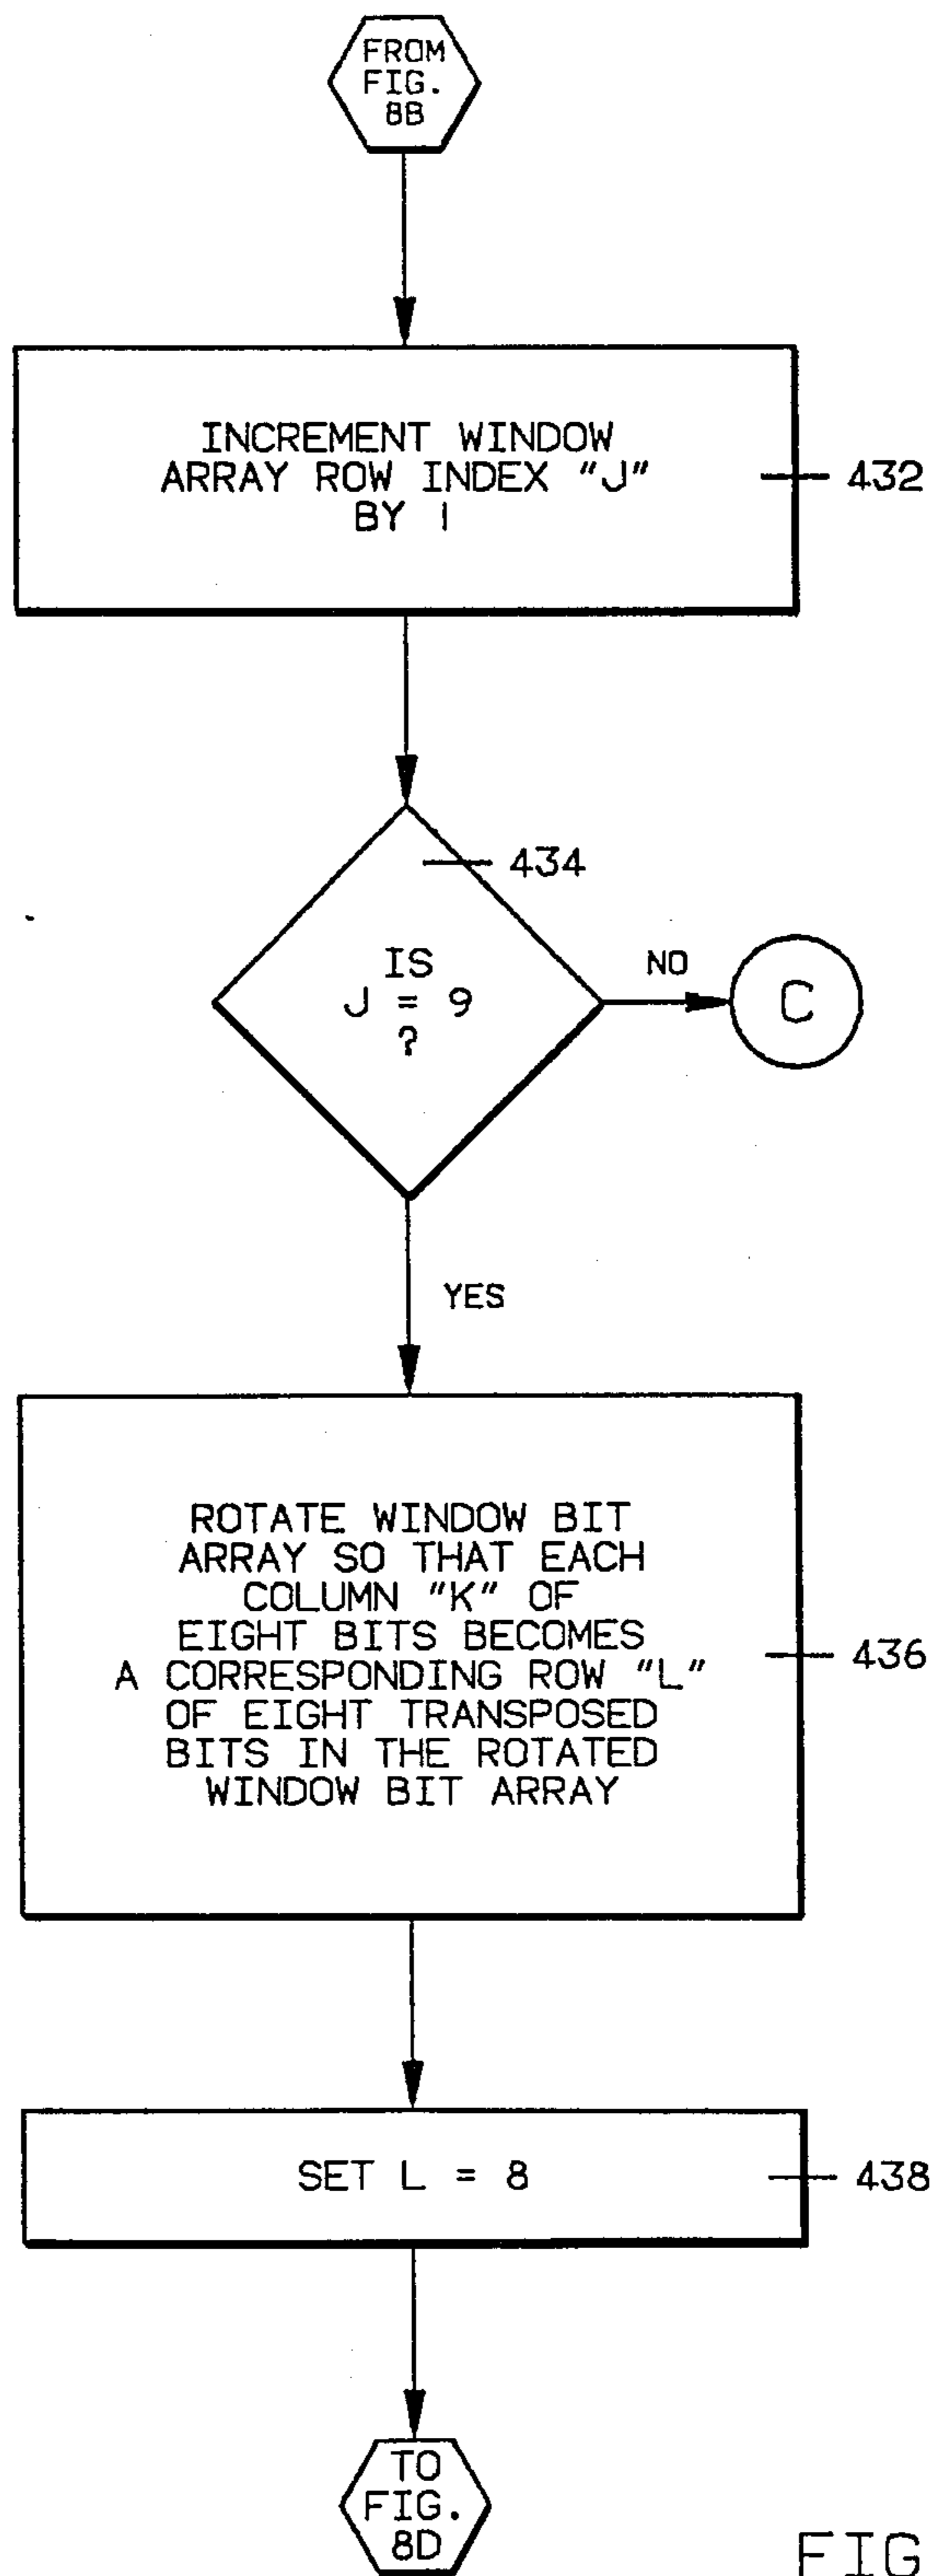 FROM
FIG.
8B
INCREMENT WINDOW
ARRAY ROW INDEX "J"
BY 1
432
434
IS
J = 9
?
NO
C
YES
ROTATE WINDOW BIT
ARRAY SO THAT EACH
COLUMN "K" OF
EIGHT BITS BECOMES
A CORRESPONDING ROW "L"
OF EIGHT TRANSPOSED
BITS IN THE ROTATED
WINDOW BIT ARRAY
436
SET L = 8
438
TO
FIG.
8D
FIG